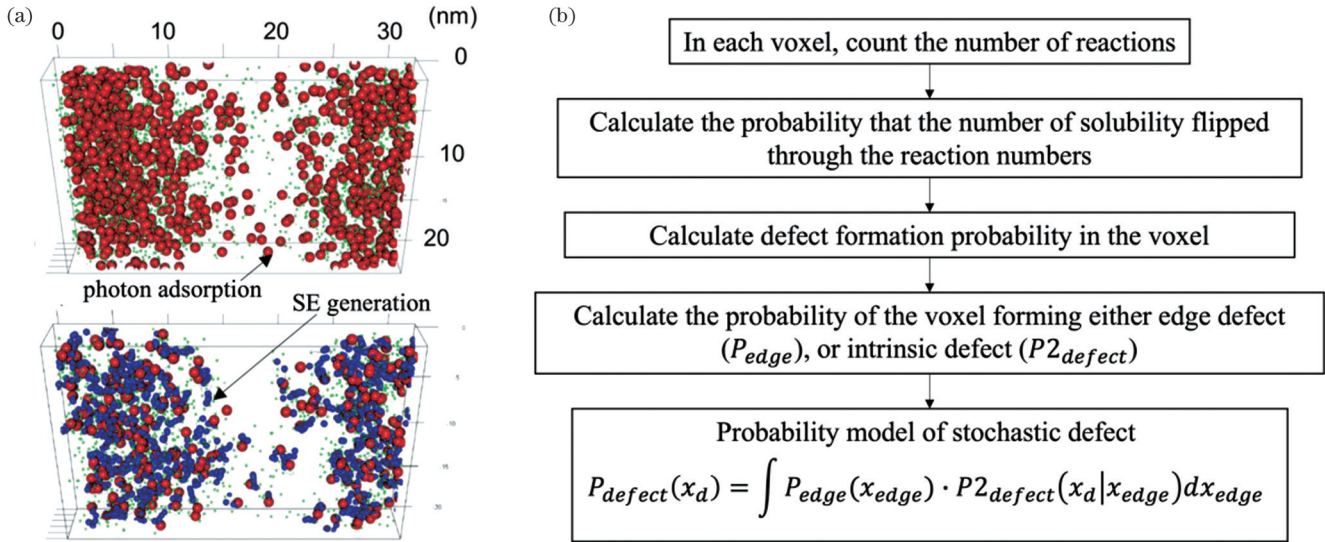 (a)
(nm)
0 10 20 30
0
10
20
photon adsorption
SE generation
0
(b)
In each voxel, count the number of reactions
Calculate the probability that the number of solubility flipped
through the reaction numbers
Calculate defect formation probability in the voxel
Calculate the probability of the voxel forming either edge defect
(P_edge), or intrinsic defect (P2_defect)
Probability model of stochastic defect
P_defect(x_d) = ∫ P_edge(x_edge) · P2_defect(x_d|x_edge)dx_edge